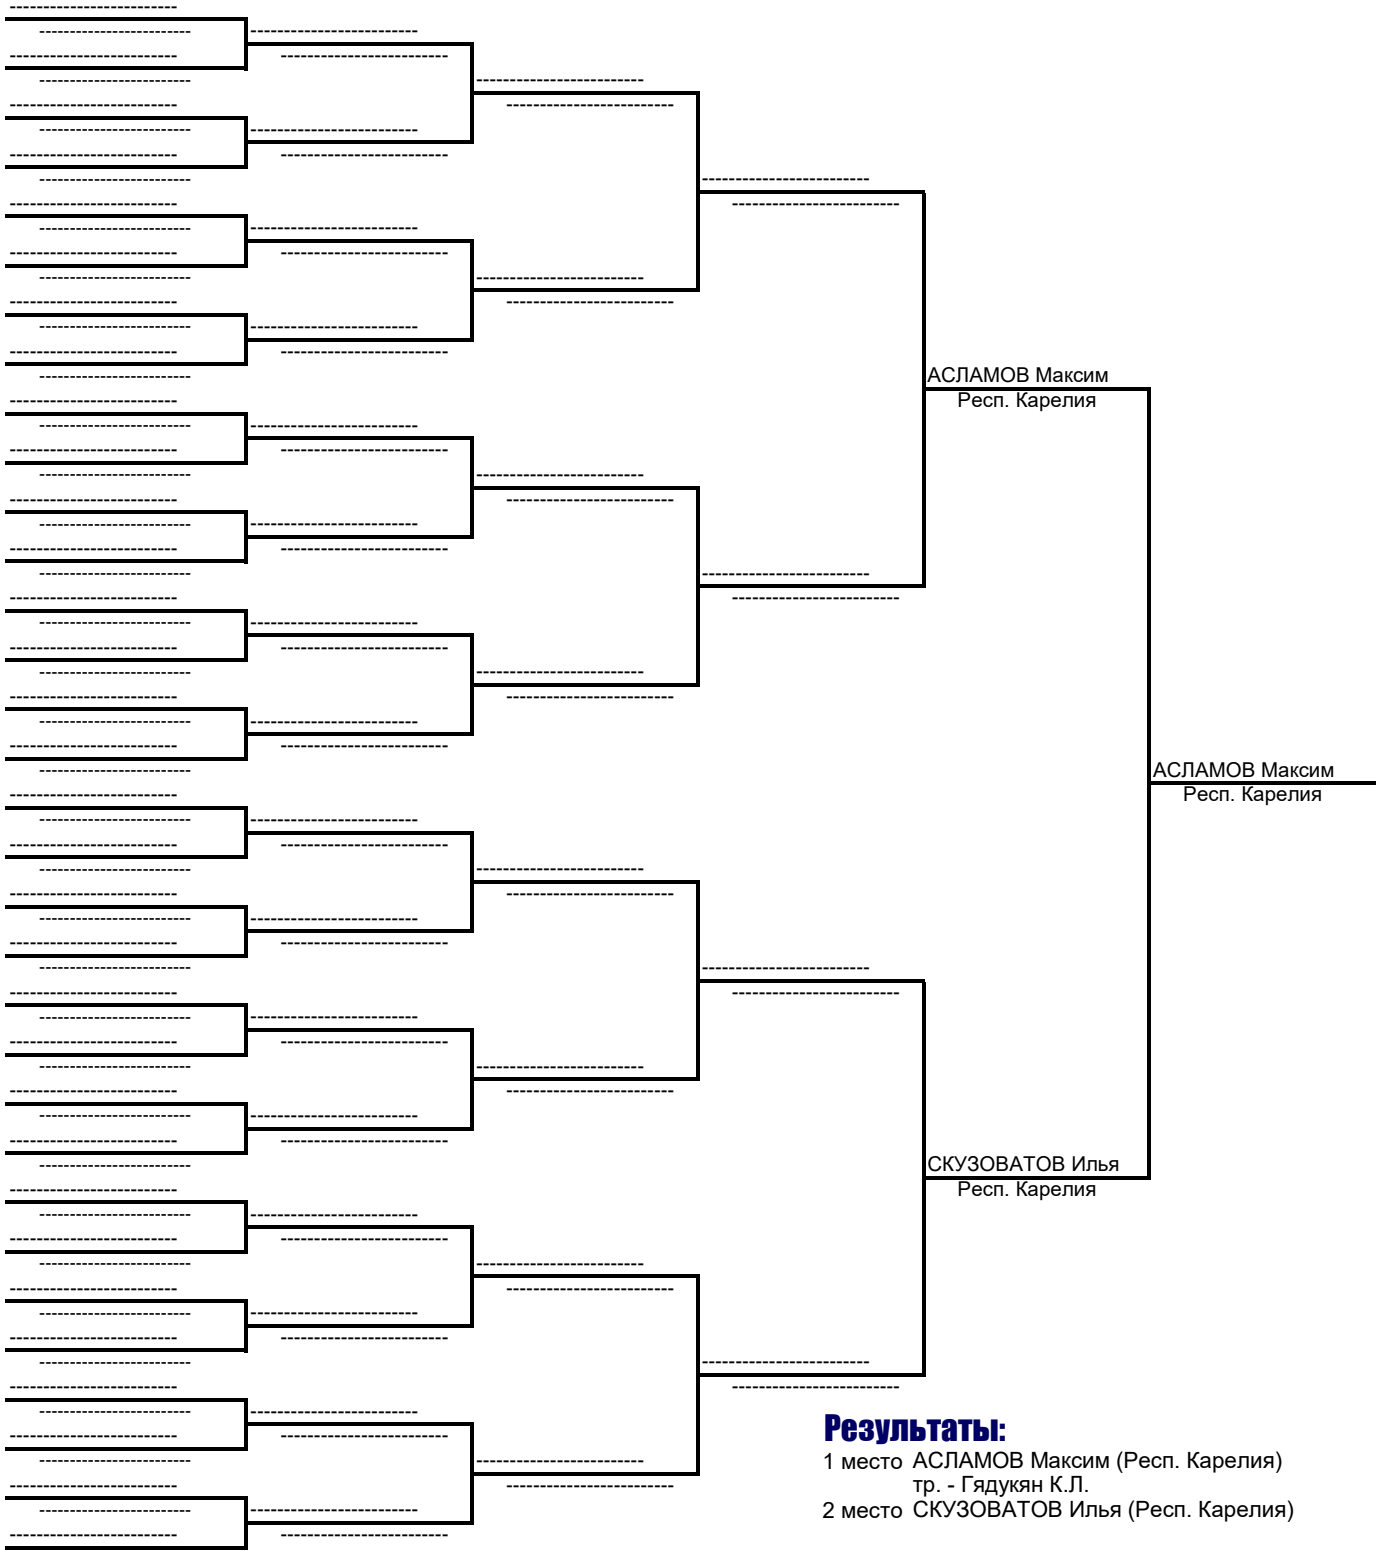 АСЛАМОВ Максим
Респ. Карелия
АСЛАМОВ Максим
Респ. Карелия
СКУЗОВАТОВ Илья
Респ. Карелия
Результаты:
1 место АСЛАМОВ Максим (Респ. Карелия)
тр. - Гядукян К.Л.
2 место СКУЗОВАТОВ Илья (Респ. Карелия)